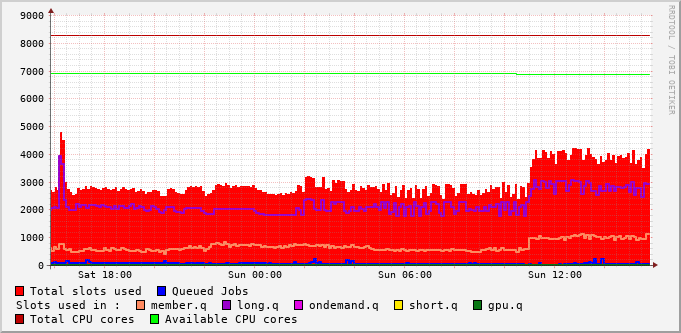 9000
8000
7000
6000
5000
4000
3000
2000
1000
0
Sat 18:00 Sun 00:00 Sun 06:00 Sun 12:00
RRDTOOL / TOBI OETIKER
Total slots used Queued Jobs
Slots used in : member.q long.q ondemand.q short.q gpu.q
Total CPU cores Available CPU cores